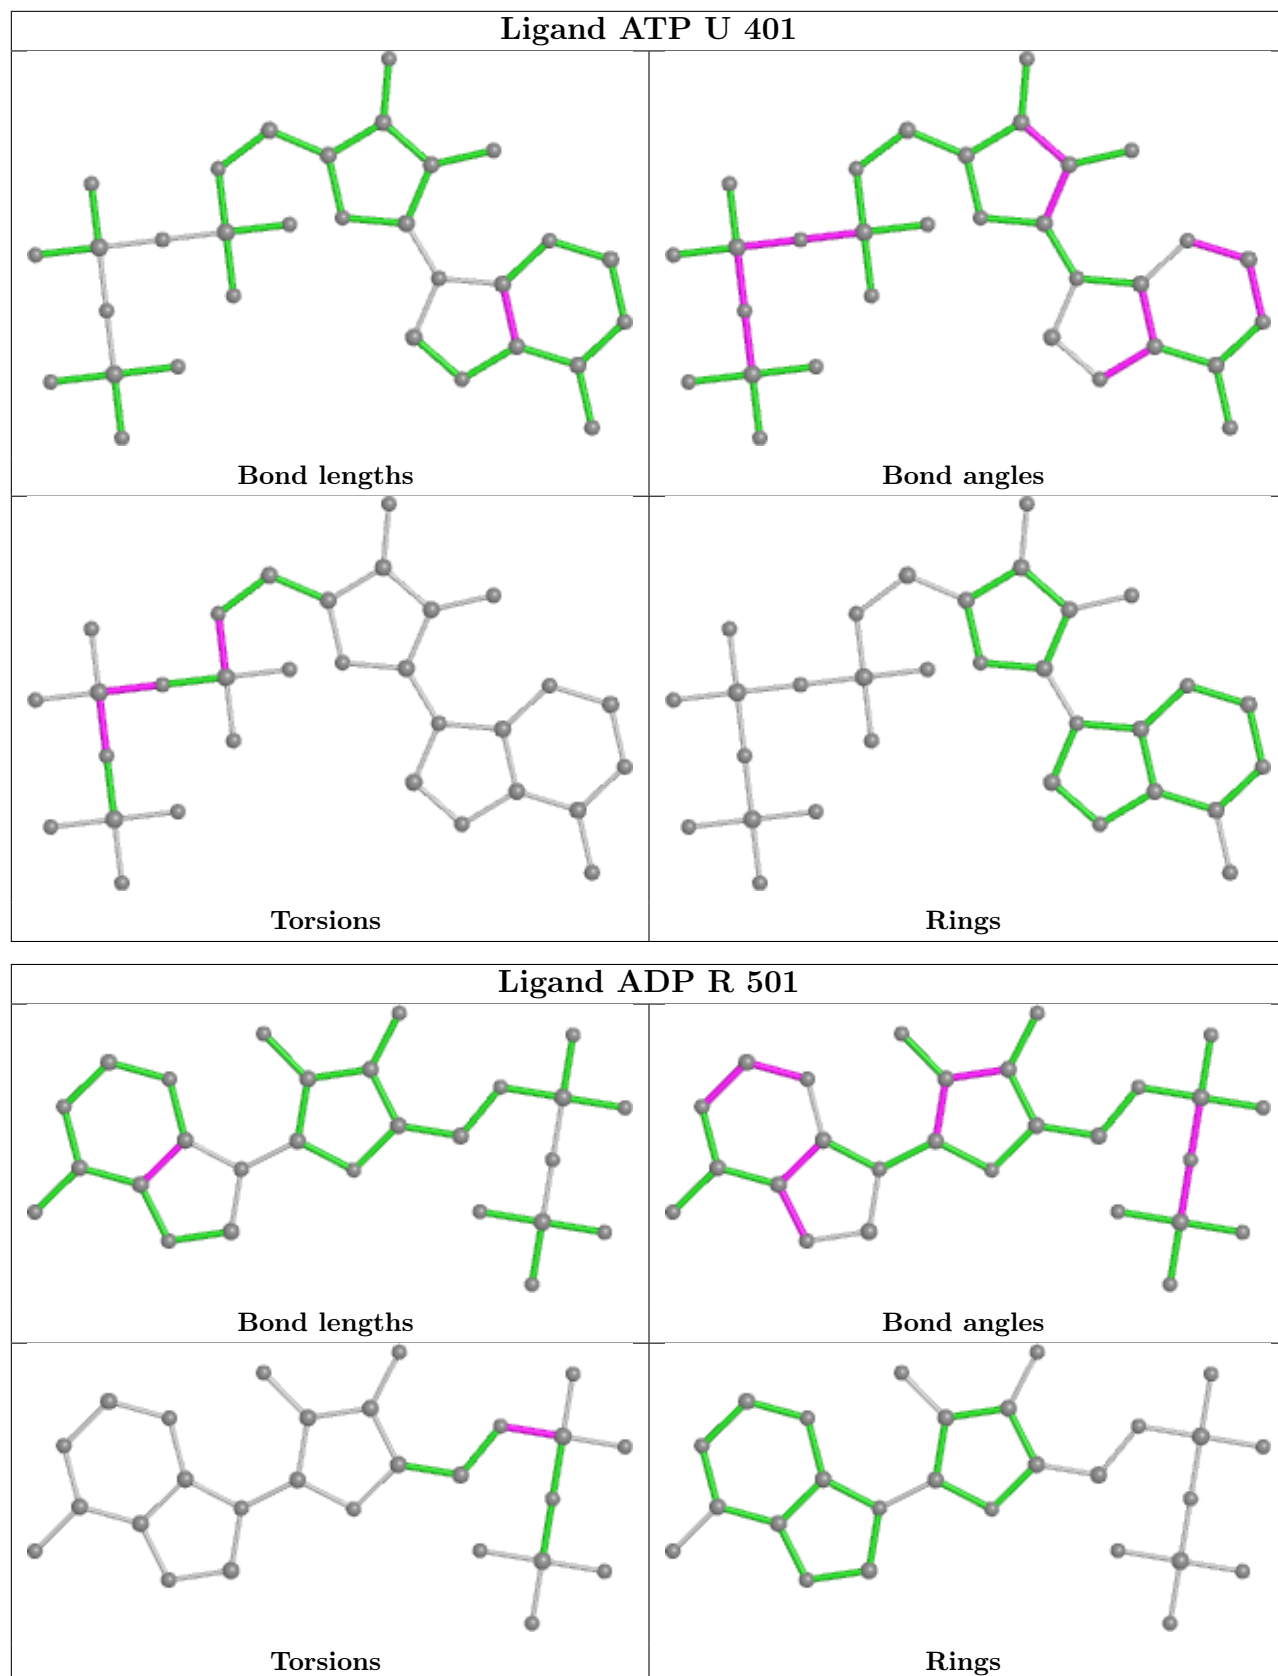 Ligand ATP U 401
Bond lengths
Bond angles
Torsions
Rings
Ligand ADP R 501
Bond lengths
Bond angles
Torsions
Rings